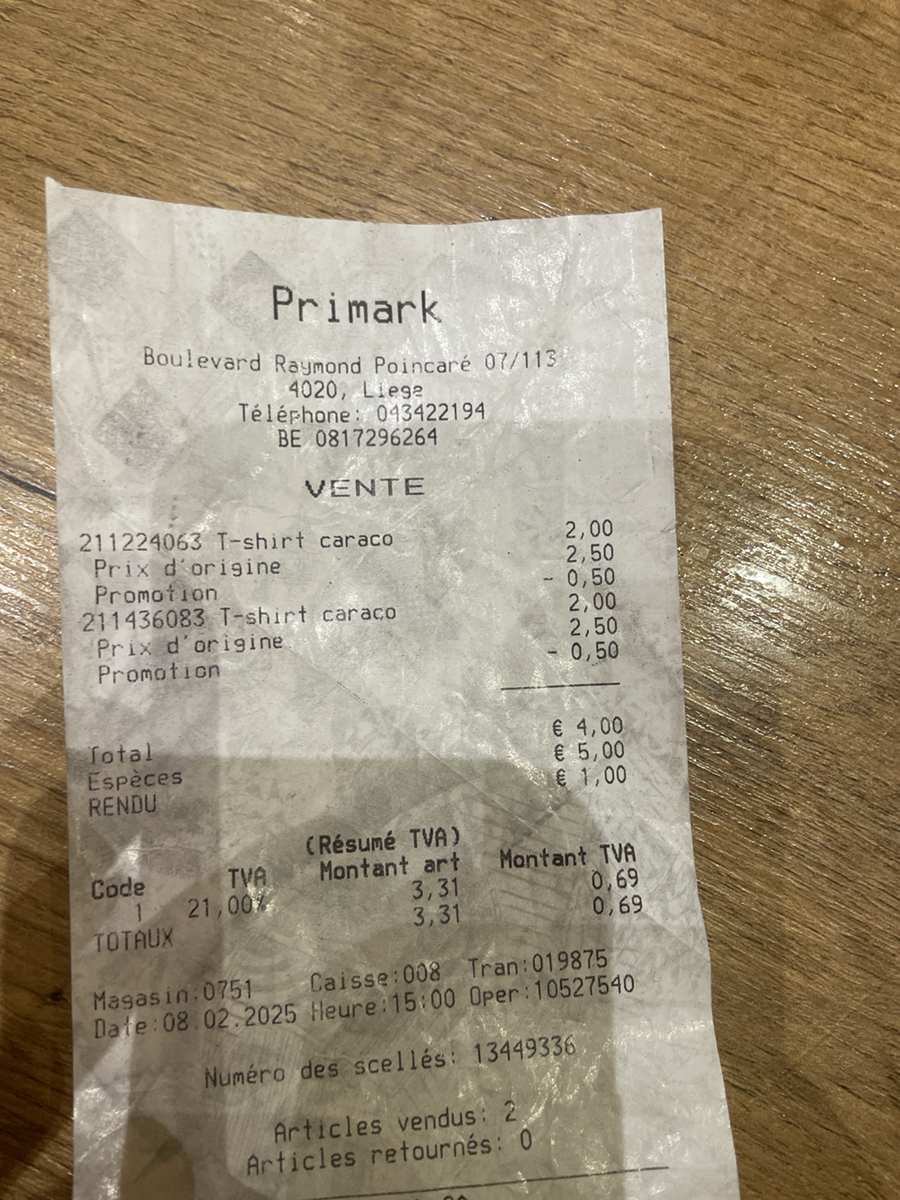 Primark
Boulevard Raymond Poincaré 07/113
4020, Liege
Téléphone: 043422194
BE 0817296264
VENTE
211224063 T-shirt caraco 2,00
Prix d'origine 2,50
Promotion - 0,50
211436083 T-shirt caraco 2,00
Prix d'origine 2,50
Promotion - 0,50
Total € 4,00
Espèces € 5,00
RENDU € 1,00
(Résumé TVA)
Code TVA Montant art Montant TVA
1 21,00% 3,31 0,69
TOTAUX 3,31 0,69
Magasin:0751 Caisse:008 Tran:019875
Date:08.02.2025 Heure:15:00 Oper:10527540
Numéro des scellés: 13449336
Articles vendus: 2
Articles retournés: 0